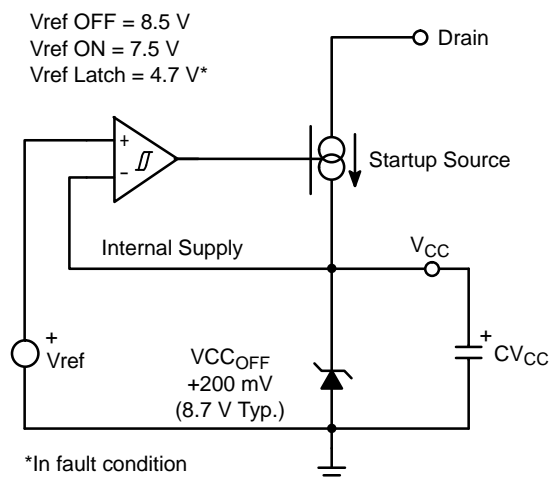 Vref OFF = 8.5 V
Vref ON = 7.5 V
Vref Latch = 4.7 V*
Drain
+
-
Startup Source
Internal Supply
VCC
+
Vref
VCCOFF
+200 mV
(8.7 V Typ.)
+
CVCC
*In fault condition